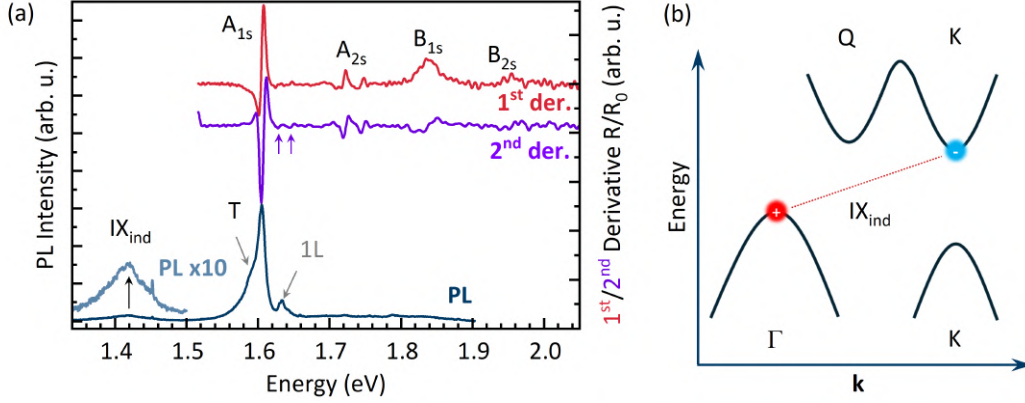 (a)
PL Intensity (arb. u.)
A1s
A2s
B1s
B2s
1st der.
2nd der.
T
IXind
PL x10
1L
PL
1.4 1.5 1.6 1.7 1.8 1.9 2.0
Energy (eV)
1st/2nd Derivative R/R0 (arb. u.)
(b)
Q K
Energy
-
+
IXind
Γ K
k